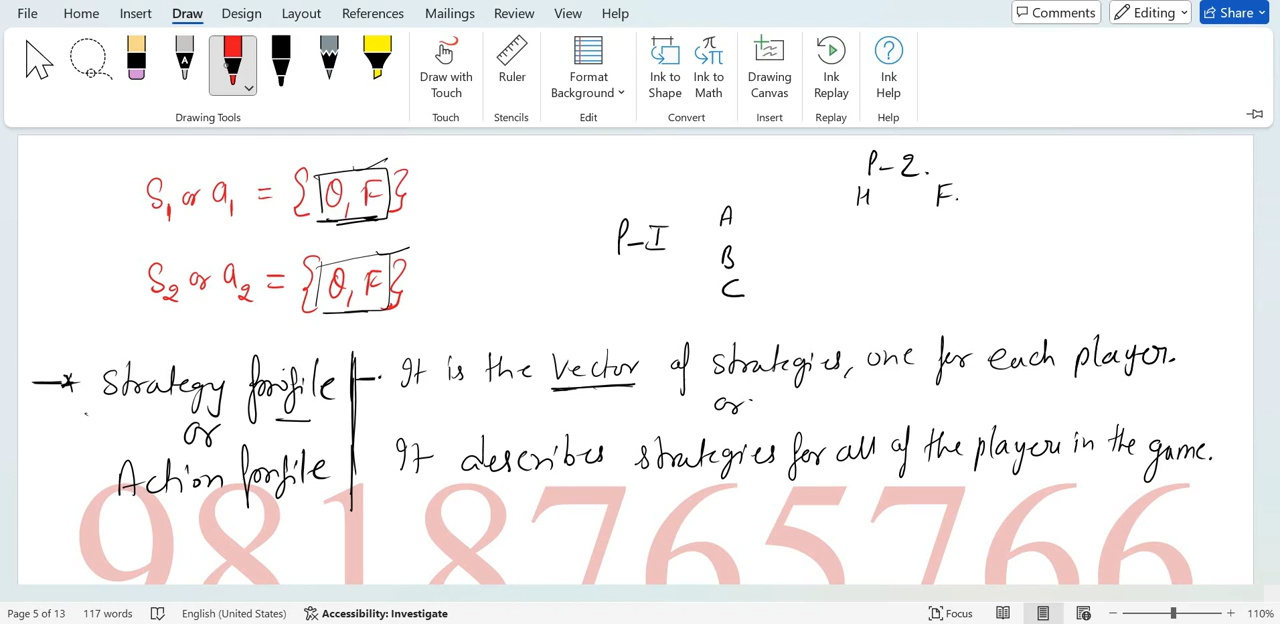 File Home Insert Draw Design Layout References Mailings Review View Help Comments Editing Share
Draw with Touch
Ruler
Format Background
Ink to Shape
Ink to Math
Drawing Canvas
Ink Replay
Ink Help
Drawing Tools Touch Stencils Edit Convert Insert Replay Help
S1 or a1 = {O, F}
S2 or a2 = {O, F}
P-2.
H F.
P-I
A
B
C
Strategy profile
or
Action profile
It is the vector of strategies, one for each player.
or
It describes strategies for all of the player in the game.
9818765766
Page 5 of 13 117 words English (United States) Accessibility: Investigate Focus 110%